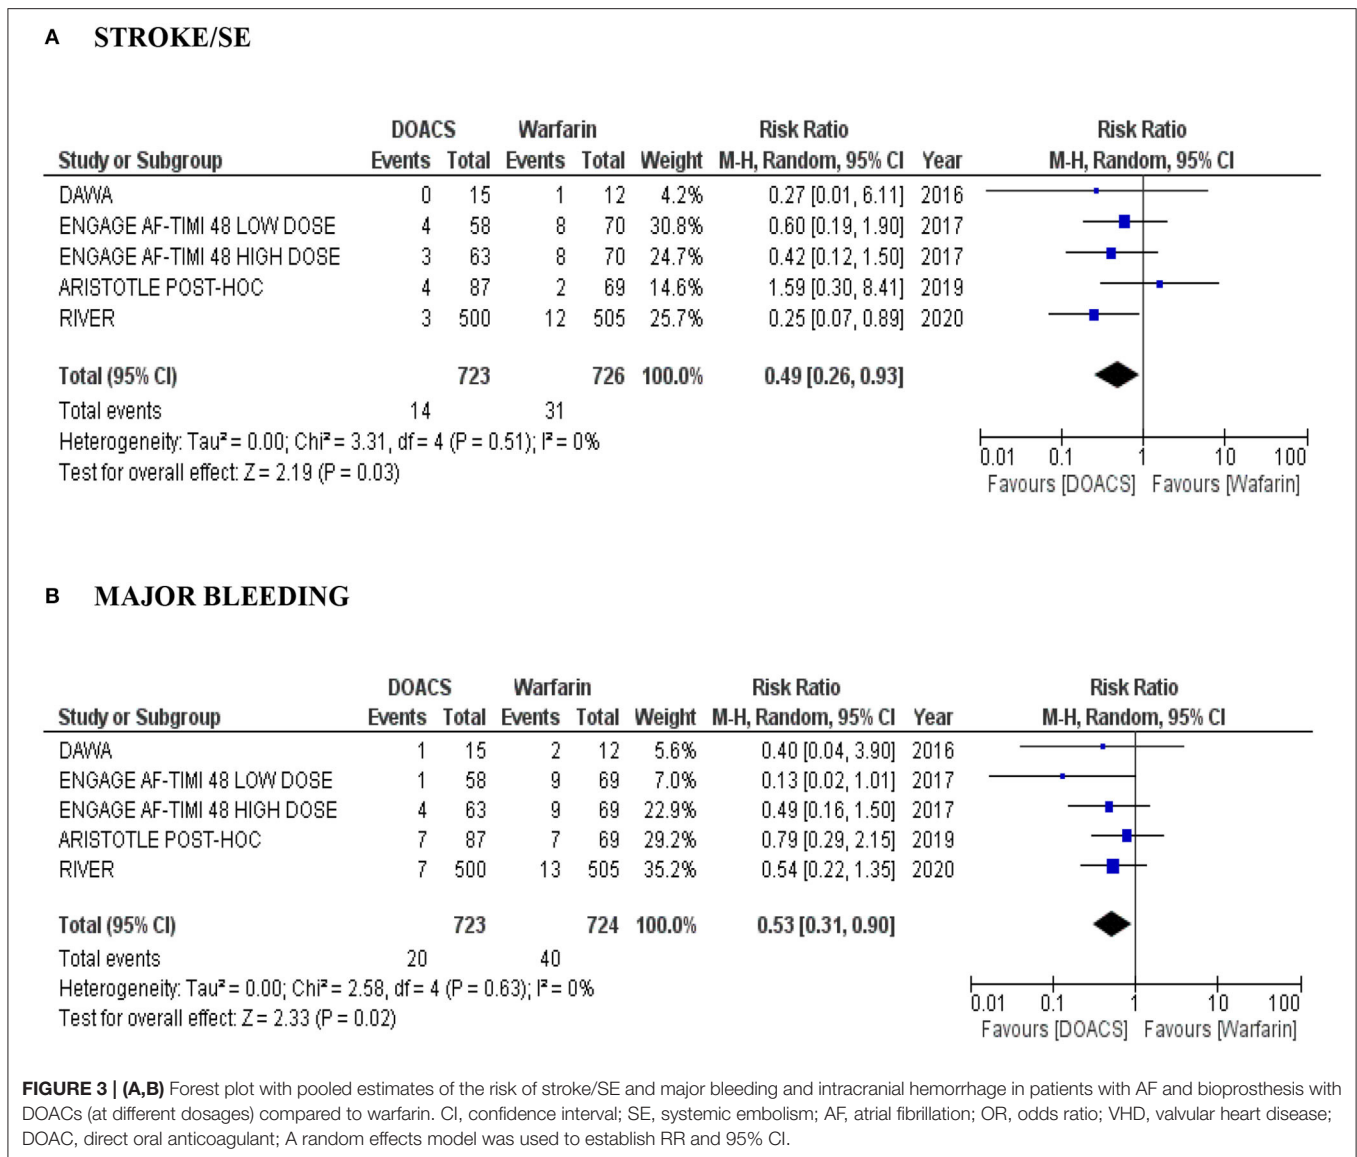 A STROKE/SE
DOACS Warfarin Risk Ratio Risk Ratio
Study or Subgroup Events Total Events Total Weight M-H, Random, 95% CI Year M-H, Random, 95% CI
DAWA 0 15 1 12 4.2% 0.27 [0.01, 6.11] 2016
ENGAGE AF-TIMI 48 LOW DOSE 4 58 8 70 30.8% 0.60 [0.19, 1.90] 2017
ENGAGE AF-TIMI 48 HIGH DOSE 3 63 8 70 24.7% 0.42 [0.12, 1.50] 2017
ARISTOTLE POST-HOC 4 87 2 69 14.6% 1.59 [0.30, 8.41] 2019
RIVER 3 500 12 505 25.7% 0.25 [0.07, 0.89] 2020
Total (95% CI) 723 726 100.0% 0.49 [0.26, 0.93]
Total events 14 31
Heterogeneity: Tau² = 0.00; Chi² = 3.31, df = 4 (P = 0.51); I² = 0%
Test for overall effect: Z = 2.19 (P = 0.03)
0.01 0.1 1 10 100
Favours [DOACS] Favours [Wafarin]
B MAJOR BLEEDING
DOACS Warfarin Risk Ratio Risk Ratio
Study or Subgroup Events Total Events Total Weight M-H, Random, 95% CI Year M-H, Random, 95% CI
DAWA 1 15 2 12 5.6% 0.40 [0.04, 3.90] 2016
ENGAGE AF-TIMI 48 LOW DOSE 1 58 9 69 7.0% 0.13 [0.02, 1.01] 2017
ENGAGE AF-TIMI 48 HIGH DOSE 4 63 9 69 22.9% 0.49 [0.16, 1.50] 2017
ARISTOTLE POST-HOC 7 87 7 69 29.2% 0.79 [0.29, 2.15] 2019
RIVER 7 500 13 505 35.2% 0.54 [0.22, 1.35] 2020
Total (95% CI) 723 724 100.0% 0.53 [0.31, 0.90]
Total events 20 40
Heterogeneity: Tau² = 0.00; Chi² = 2.58, df = 4 (P = 0.63); I² = 0%
Test for overall effect: Z = 2.33 (P = 0.02)
0.01 0.1 1 10 100
Favours [DOACS] Favours [Warfarin]
FIGURE 3 | (A,B) Forest plot with pooled estimates of the risk of stroke/SE and major bleeding and intracranial hemorrhage in patients with AF and bioprosthesis with
DOACs (at different dosages) compared to warfarin. CI, confidence interval; SE, systemic embolism; AF, atrial fibrillation; OR, odds ratio; VHD, valvular heart disease;
DOAC, direct oral anticoagulant; A random effects model was used to establish RR and 95% CI.